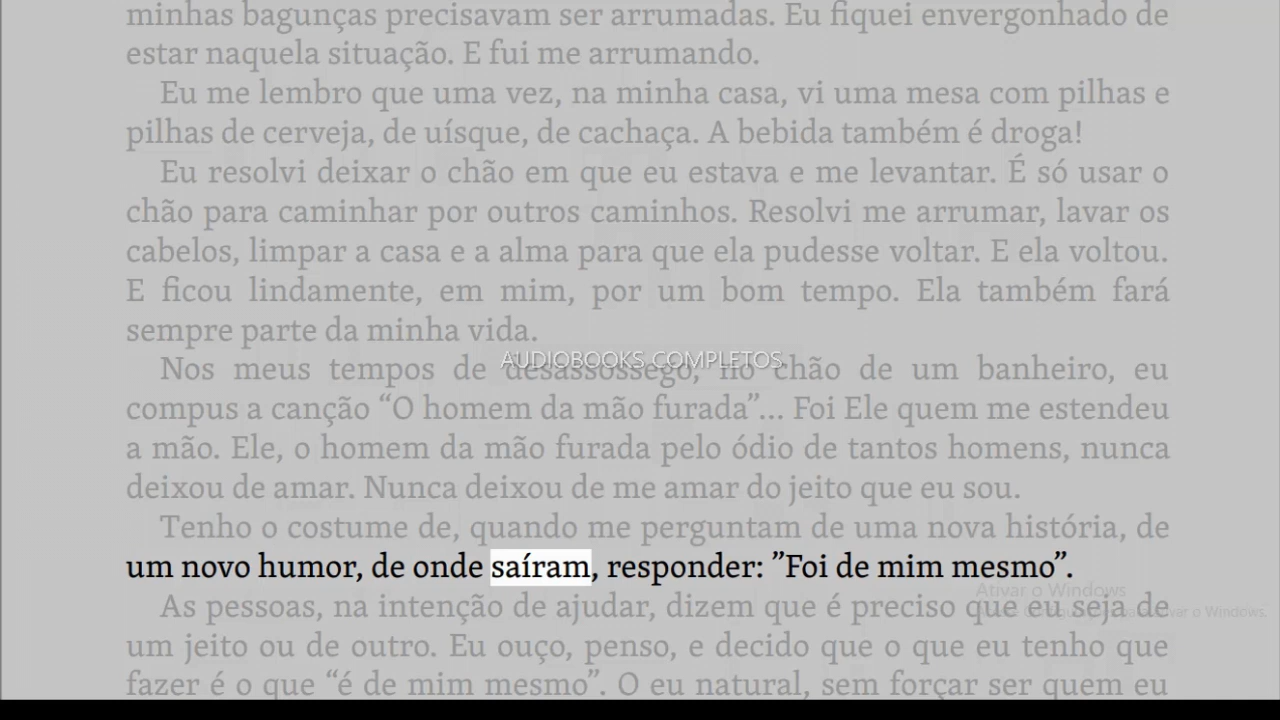 minhas bagunças precisavam ser arrumadas. Eu fiquei envergonhado de
estar naquela situação. E fui me arrumando.
Eu me lembro que uma vez, na minha casa, vi uma mesa com pilhas e
pilhas de cerveja, de uísque, de cachaça. A bebida também é droga!
Eu resolvi deixar o chão em que eu estava e me levantar. É só usar o
chão para caminhar por outros caminhos. Resolvi me arrumar, lavar os
cabelos, limpar a casa e a alma para que ela pudesse voltar. E ela voltou.
E ficou lindamente, em mim, por um bom tempo. Ela também fará
sempre parte da minha vida.
AUDIOBOOKS COMPLETOS
Nos meus tempos de desassossego, no chão de um banheiro, eu
compus a canção “O homem da mão furada”... Foi Ele quem me estendeu
a mão. Ele, o homem da mão furada pelo ódio de tantos homens, nunca
deixou de amar. Nunca deixou de me amar do jeito que eu sou.
Tenho o costume de, quando me perguntam de uma nova história, de
um novo humor, de onde saíram, responder: ”Foi de mim mesmo”.
Ativar o Windows
As pessoas, na intenção de ajudar, dizem que é preciso que eu seja de
um jeito ou de outro. Eu ouço, penso, e decido que o que eu tenho que
fazer é o que “é de mim mesmo”. O eu natural, sem forçar ser quem eu